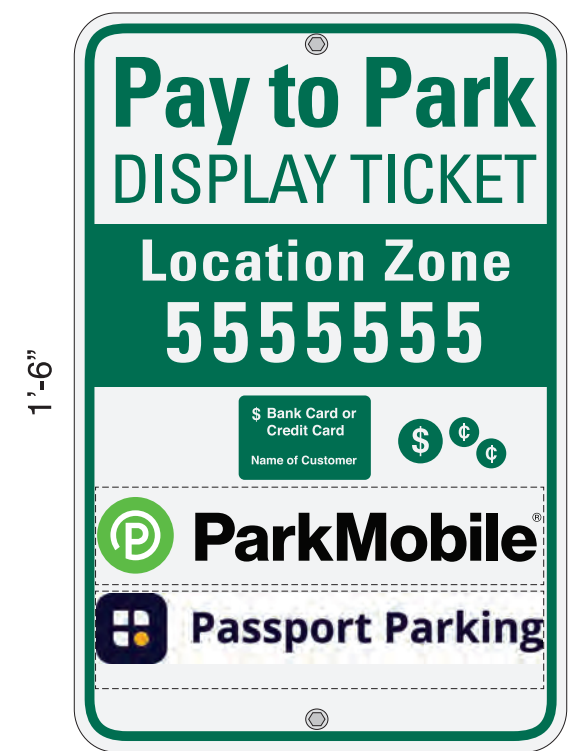 Pay to Park
DISPLAY TICKET
Location Zone
5555555
1'-6"
$ Bank Card or
Credit Card
Name of Customer
$ ¢ ¢
P ParkMobile®
Passport Parking